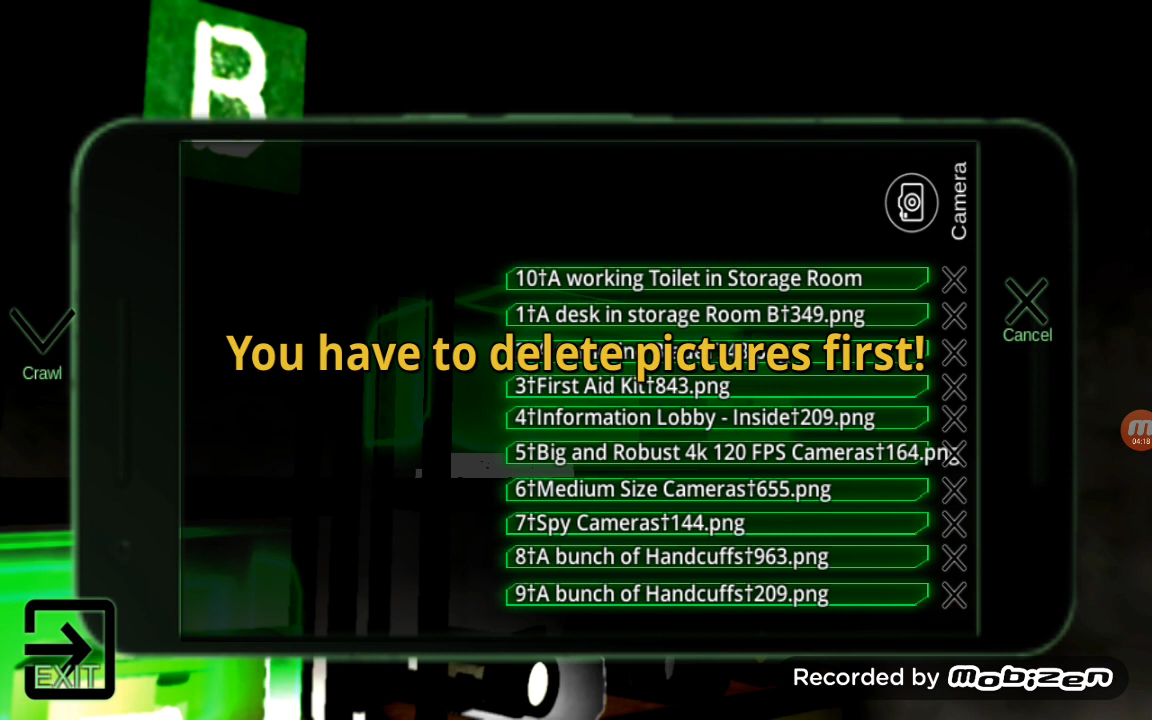 B
Camera
10†A working Toilet in Storage Room
1†A desk in storage Room B†349.png
You have to delete pictures first!
3†First Aid Kit†843.png
4†Information Lobby - Inside†209.png
5†Big and Robust 4k 120 FPS Cameras†164.png
6†Medium Size Cameras†655.png
7†Spy Cameras†144.png
8†A bunch of Handcuffs†963.png
9†A bunch of Handcuffs†209.png
Crawl
Cancel
04:18
EXIT
Recorded by mobizen